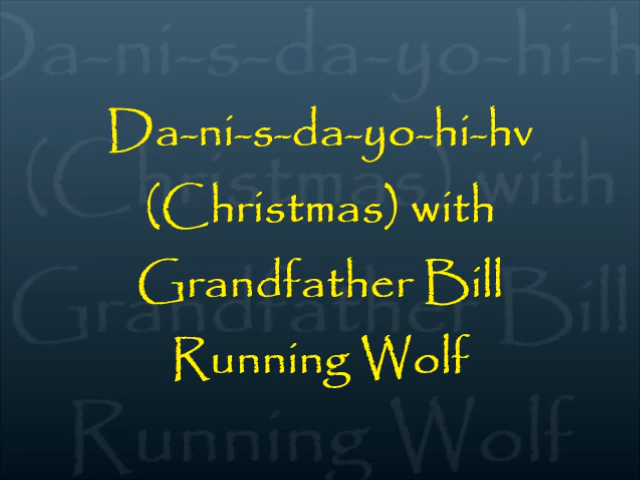 Da-ni-s-da-yo-hi-hv
(Christmas) with
Grandfather Bill
Running Wolf